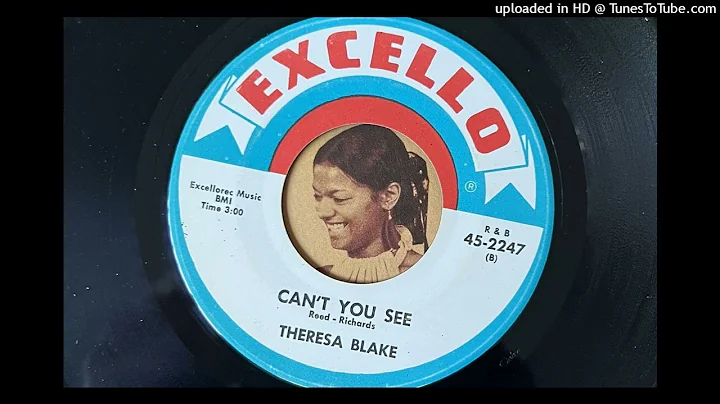 uploaded in HD @ TunesToTube.com
EXCELLO
®
Excellorec Music
BMI
Time 3:00
R & B
45-2247
(B)
CAN'T YOU SEE
Reed - Richards
THERESA BLAKE